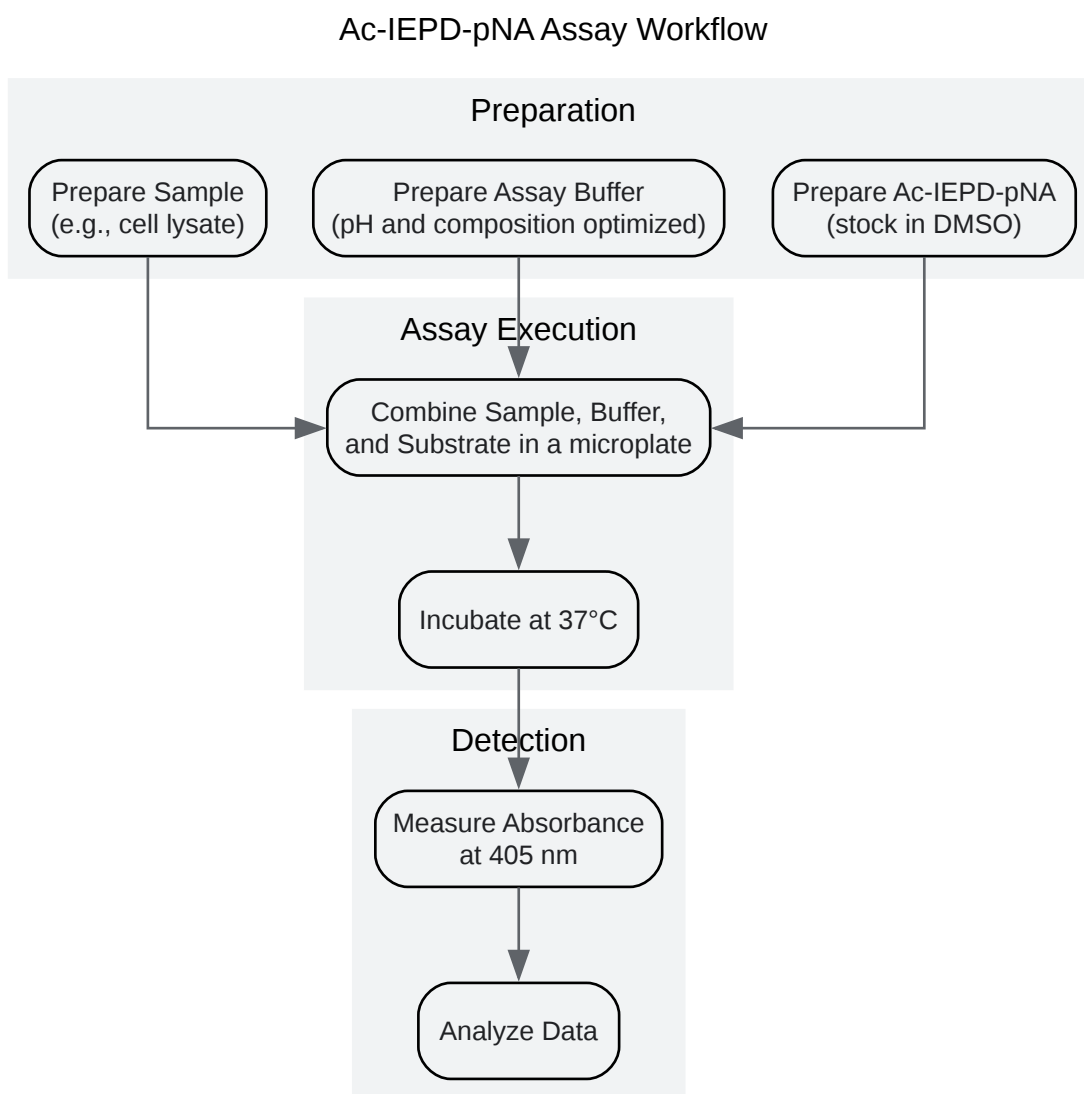 Ac-IEPD-pNA Assay Workflow
Preparation
Prepare Sample
(e.g., cell lysate)
Prepare Assay Buffer
(pH and composition optimized)
Prepare Ac-IEPD-pNA
(stock in DMSO)
Assay Execution
Combine Sample, Buffer,
and Substrate in a microplate
Incubate at 37°C
Detection
Measure Absorbance
at 405 nm
Analyze Data